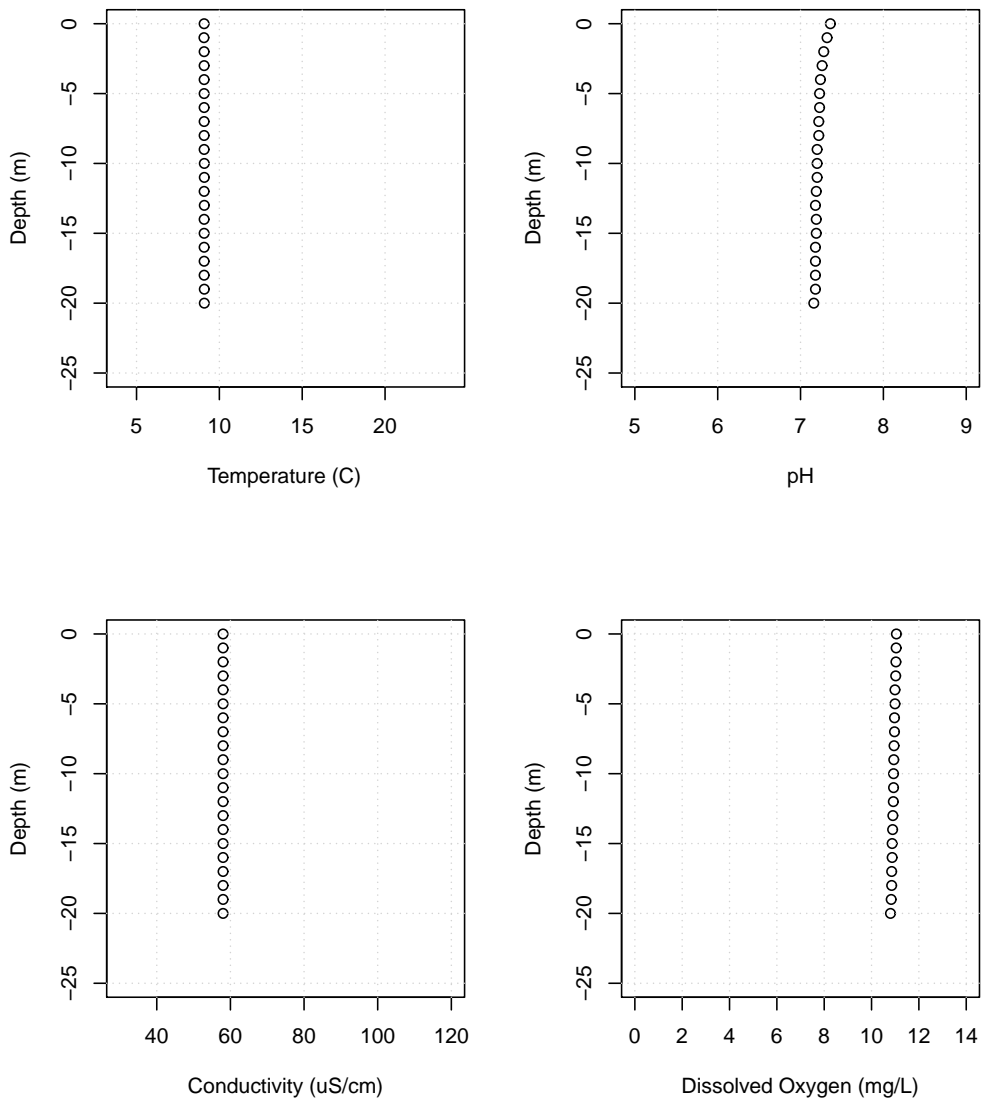 0
−5
−10
−15
−20
−25
Depth (m)
5 10 15 20
Temperature (C)
0
−5
−10
−15
−20
−25
Depth (m)
5 6 7 8 9
pH
0
−5
−10
−15
−20
−25
Depth (m)
40 60 80 100 120
Conductivity (uS/cm)
0
−5
−10
−15
−20
−25
Depth (m)
0 2 4 6 8 10 12 14
Dissolved Oxygen (mg/L)